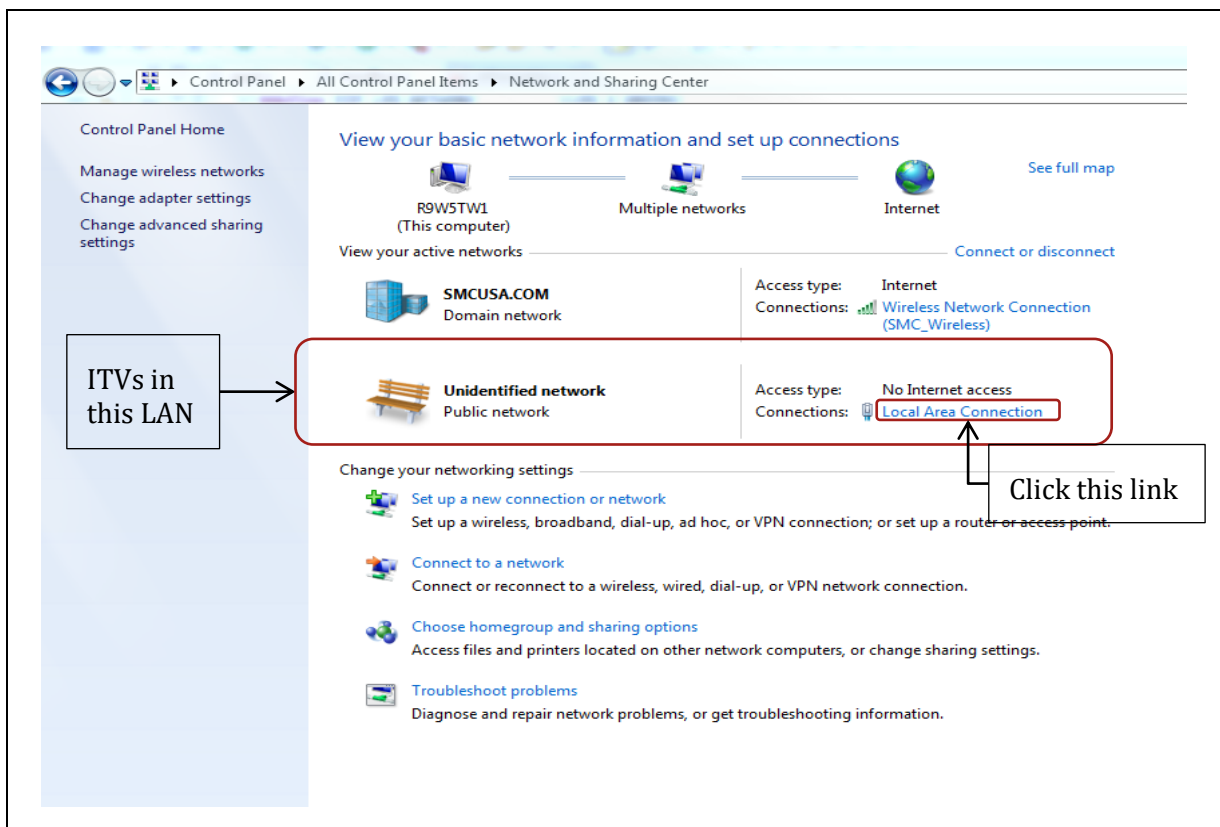 Control Panel ▸ All Control Panel Items ▸ Network and Sharing Center
Control Panel Home
Manage wireless networks
Change adapter settings
Change advanced sharing
settings
View your basic network information and set up connections
See full map
R9W5TW1
(This computer)
Multiple networks
Internet
View your active networks
Connect or disconnect
SMCUSA.COM
Domain network
Access type: Internet
Connections: Wireless Network Connection
(SMC_Wireless)
ITVs in
this LAN
Unidentified network
Public network
Access type: No Internet access
Connections: Local Area Connection
Click this link
Change your networking settings
Set up a new connection or network
Set up a wireless, broadband, dial-up, ad hoc, or VPN connection; or set up a router or access point.
Connect to a network
Connect or reconnect to a wireless, wired, dial-up, or VPN network connection.
Choose homegroup and sharing options
Access files and printers located on other network computers, or change sharing settings.
Troubleshoot problems
Diagnose and repair network problems, or get troubleshooting information.